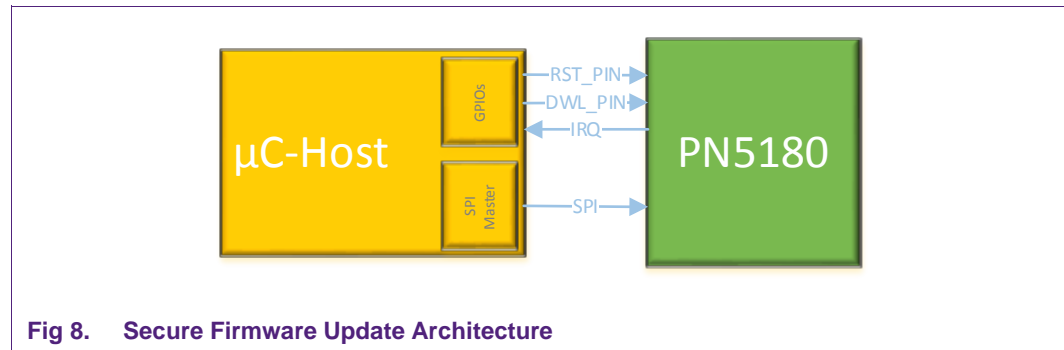 µC-Host
GPIOs
SPI
Master
RST_PIN
DWL_PIN
IRQ
SPI
PN5180
Fig 8. Secure Firmware Update Architecture